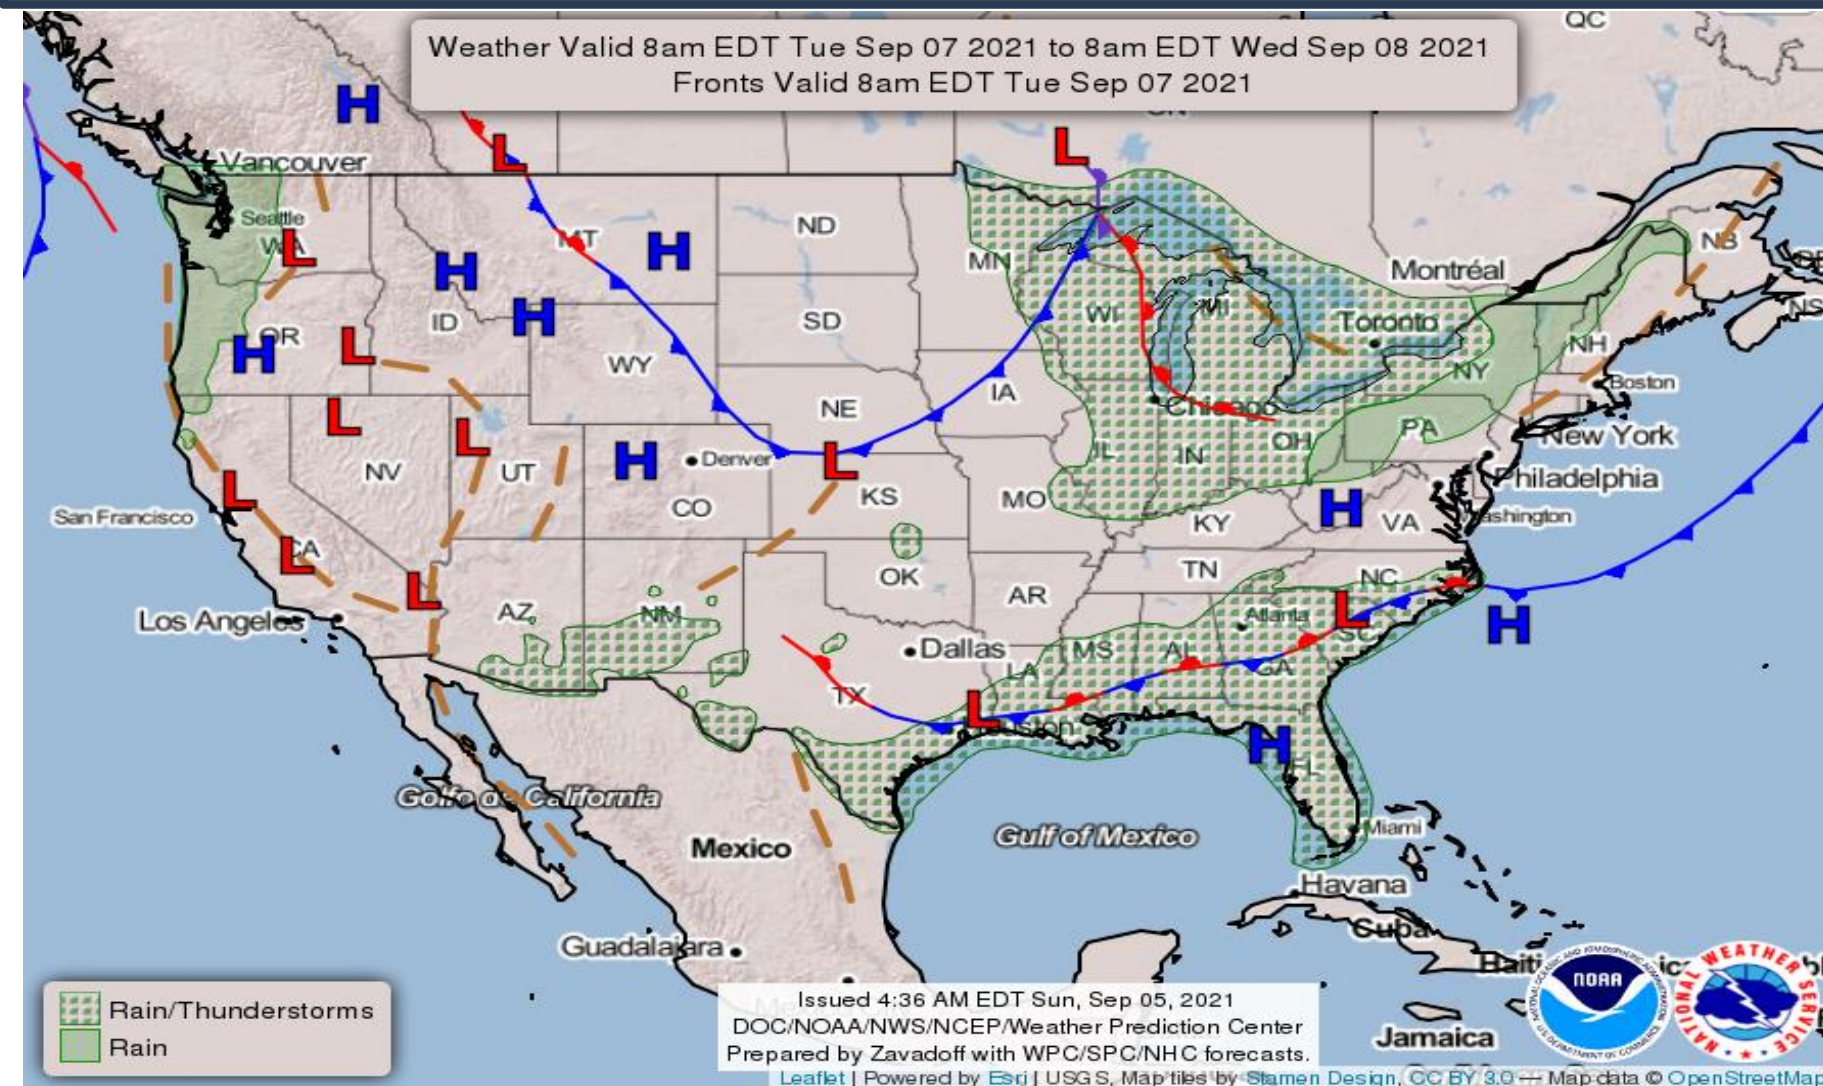 QC
Weather Valid 8am EDT Tue Sep 07 2021 to 8am EDT Wed Sep 08 2021
Fronts Valid 8am EDT Tue Sep 07 2021
H
L
L
Vancouver
Seattle
WA
L
H
MT
H
ND
MN
Montréal
NB
NS
H
OR
L
ID
H
WY
SD
WI
MI
Toronto
NH
Boston
NY
L
NV
L
UT
H
Denver
CO
NE
L
KS
IA
MO
Chicago
IL
IN
OH
PA
New York
Philadelphia
Washington
H
VA
KY
San Francisco
L
L
CA
L
Los Angeles
AZ
NM
OK
AR
TN
NC
L
SC
H
Atlanta
Dallas
MS
AL
GA
LA
TX
L
Houston
H
FL
Golfo de California
Mexico
Gulf of Mexico
Miami
Havana
Cuba
Guadalajara
Haiti
Jamaica
Rain/Thunderstorms
Rain
Issued 4:36 AM EDT Sun, Sep 05, 2021
DOC/NOAA/NWS/NCEP/Weather Prediction Center
Prepared by Zavadoff with WPC/SPC/NHC forecasts.
Leaflet | Powered by Esri | USGS, Map tiles by Stamen Design, CC BY 3.0 — Map data © OpenStreetMap
NOAA
NATIONAL WEATHER SERVICE